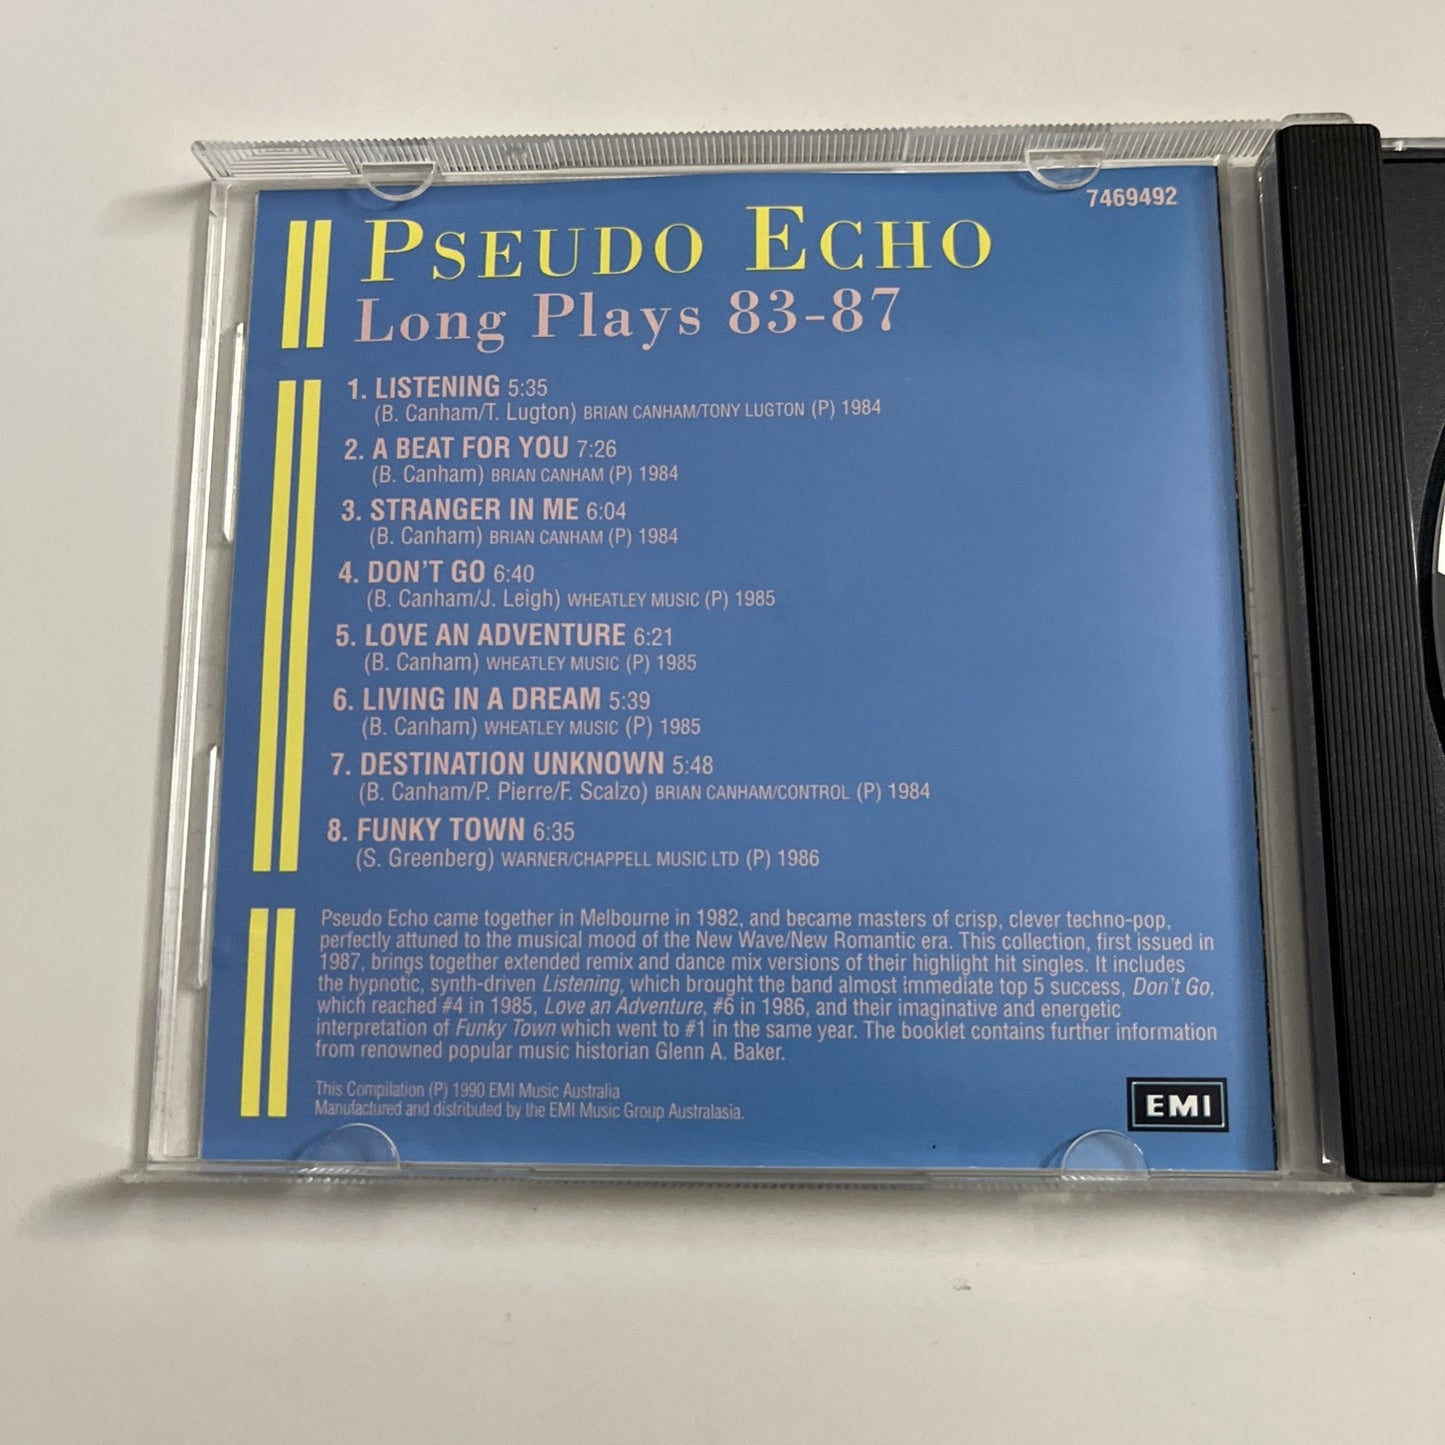 7469492
PSEUDO ECHO
Long Plays 83-87
1. LISTENING 5:35
(B. Canham/T. Lugton) BRIAN CANHAM/TONY LUGTON (P) 1984
2. A BEAT FOR YOU 7:26
(B. Canham) BRIAN CANHAM (P) 1984
3. STRANGER IN ME 6:04
(B. Canham) BRIAN CANHAM (P) 1984
4. DON'T GO 6:40
(B. Canham/J. Leigh) WHEATLEY MUSIC (P) 1985
5. LOVE AN ADVENTURE 6:21
(B. Canham) WHEATLEY MUSIC (P) 1985
6. LIVING IN A DREAM 5:39
(B. Canham) WHEATLEY MUSIC (P) 1985
7. DESTINATION UNKNOWN 5:48
(B. Canham/P. Pierre/F. Scalzo) BRIAN CANHAM/CONTROL (P) 1984
8. FUNKY TOWN 6:35
(S. Greenberg) WARNER/CHAPPELL MUSIC LTD (P) 1986
Pseudo Echo came together in Melbourne in 1982, and became masters of crisp, clever techno-pop,
perfectly attuned to the musical mood of the New Wave/New Romantic era. This collection, first issued in
1987, brings together extended remix and dance mix versions of their highlight hit singles. It includes
the hypnotic, synth-driven Listening, which brought the band almost immediate top 5 success, Don't Go,
which reached #4 in 1985, Love an Adventure, #6 in 1986, and their imaginative and energetic
interpretation of Funky Town which went to #1 in the same year. The booklet contains further information
from renowned popular music historian Glenn A. Baker.
This Compilation (P) 1990 EMI Music Australia
Manufactured and distributed by the EMI Music Group Australasia.
EMI